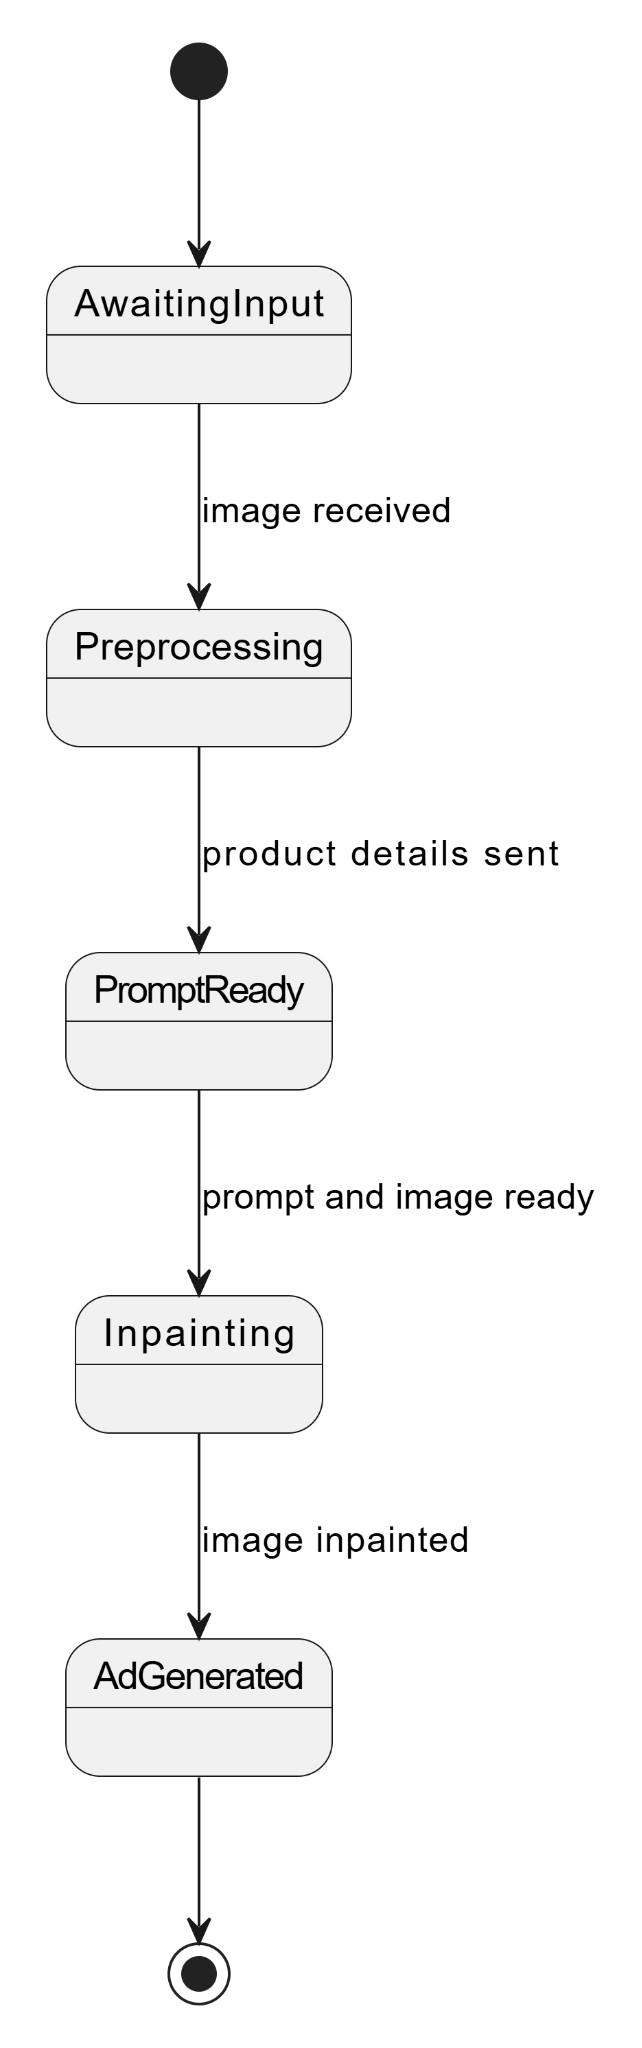 AwaitingInput
image received
Preprocessing
product details sent
PromptReady
prompt and image ready
Inpainting
image inpainted
AdGenerated